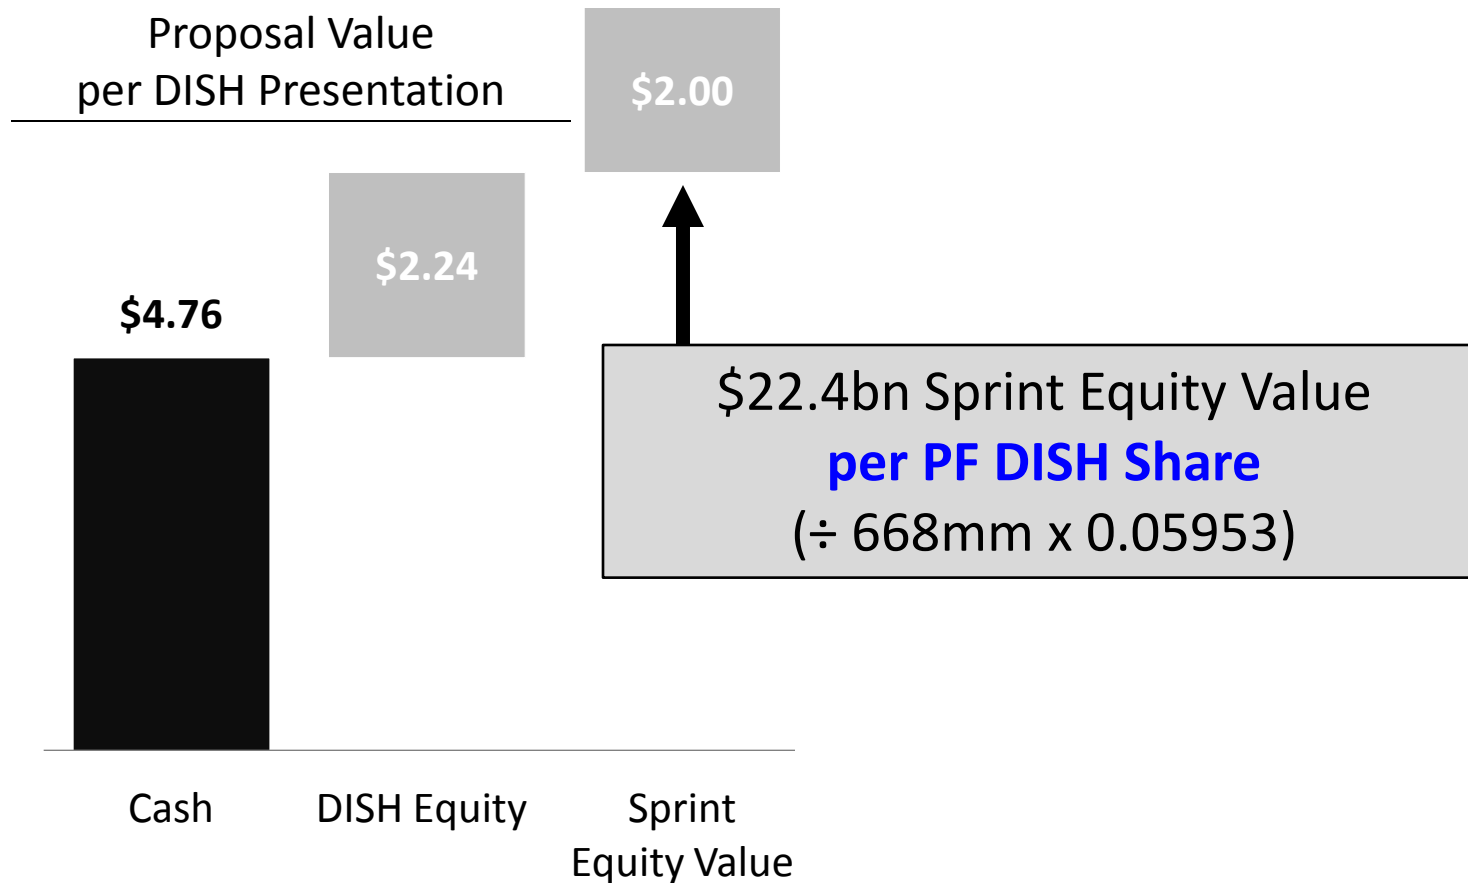 Proposal Value
per DISH Presentation
$2.00
$2.24
$4.76
$22.4bn Sprint Equity Value
per PF DISH Share
(÷ 668mm x 0.05953)
Cash
DISH Equity
Sprint
Equity Value